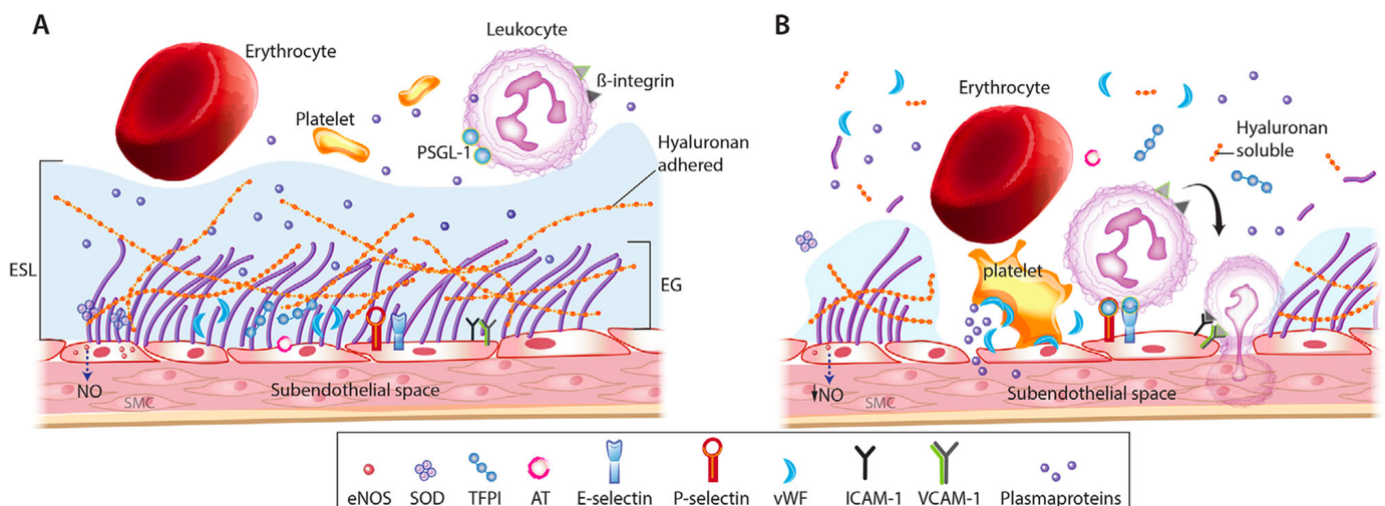 A
Erythrocyte
Leukocyte
ß-integrin
Platelet
PSGL-1
Hyaluronan
adhered
ESL
EG
NO
SMC
Subendothelial space
B
Erythrocyte
Hyaluronan
soluble
platelet
NO
SMC
Subendothelial space
eNOS
SOD
TFPI
AT
E-selectin
P-selectin
vWF
ICAM-1
VCAM-1
Plasmaproteins